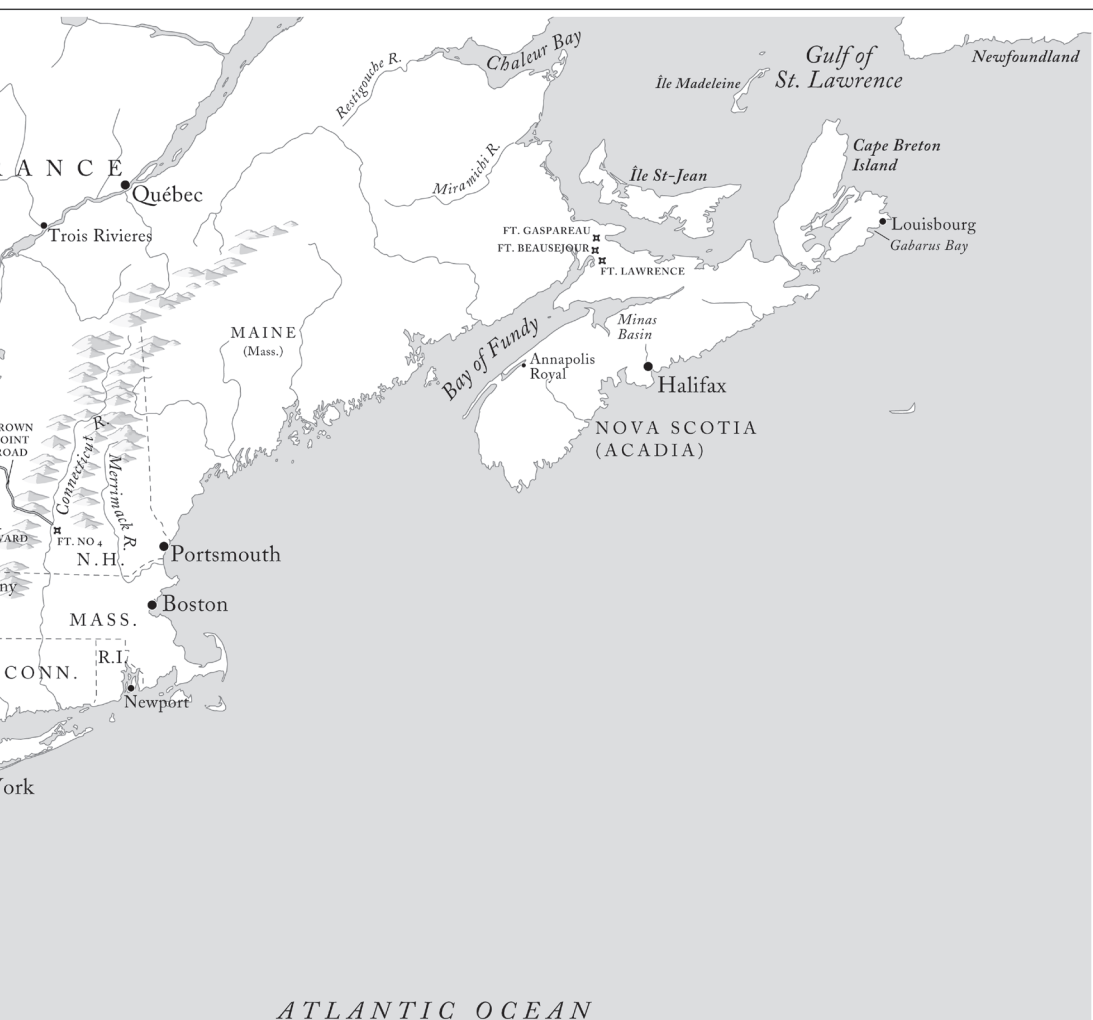 Chaleur Bay
Gulf of
St. Lawrence
Newfoundland
Restigouche R.
Île Madeleine
RANCE
Québec
Cape Breton
Island
Miramichi R.
Île St-Jean
Trois Rivieres
FT. GASPAREAU
FT. BEAUSEJOUR
FT. LAWRENCE
Louisbourg
Gabarus Bay
MAINE
(Mass.)
Bay of Fundy
Minas
Basin
Annapolis
Royal
Halifax
NOVA SCOTIA
(ACADIA)
ROWN
OINT
ROAD
Connecticut R.
Merrimack R.
YARD
FT. NO 4
N.H.
Portsmouth
ny
Boston
MASS.
R.I.
CONN.
Newport
York
ATLANTIC OCEAN